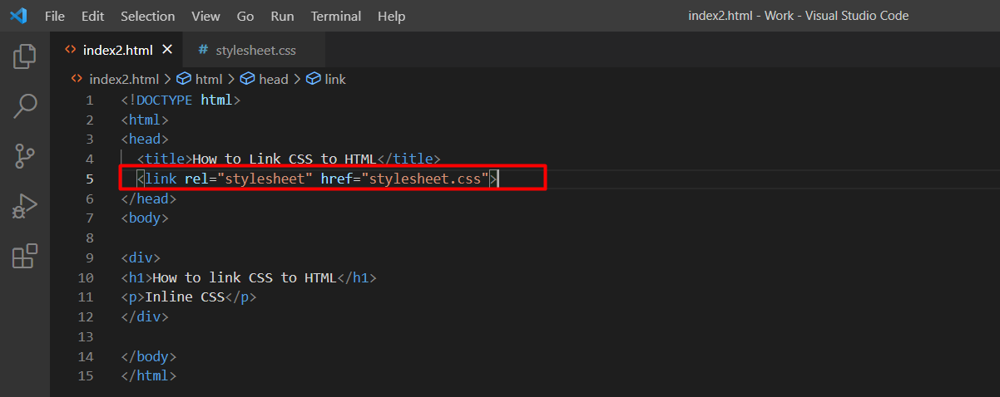 File Edit Selection View Go Run Terminal Help index2.html - Work - Visual Studio Code
index2.html stylesheet.css
index2.html > html > head > link
1 <!DOCTYPE html>
2 <html>
3 <head>
4 <title>How to Link CSS to HTML</title>
5 <link rel="stylesheet" href="stylesheet.css">
6 </head>
7 <body>
8
9 <div>
10 <h1>How to link CSS to HTML</h1>
11 <p>Inline CSS</p>
12 </div>
13
14 </body>
15 </html>